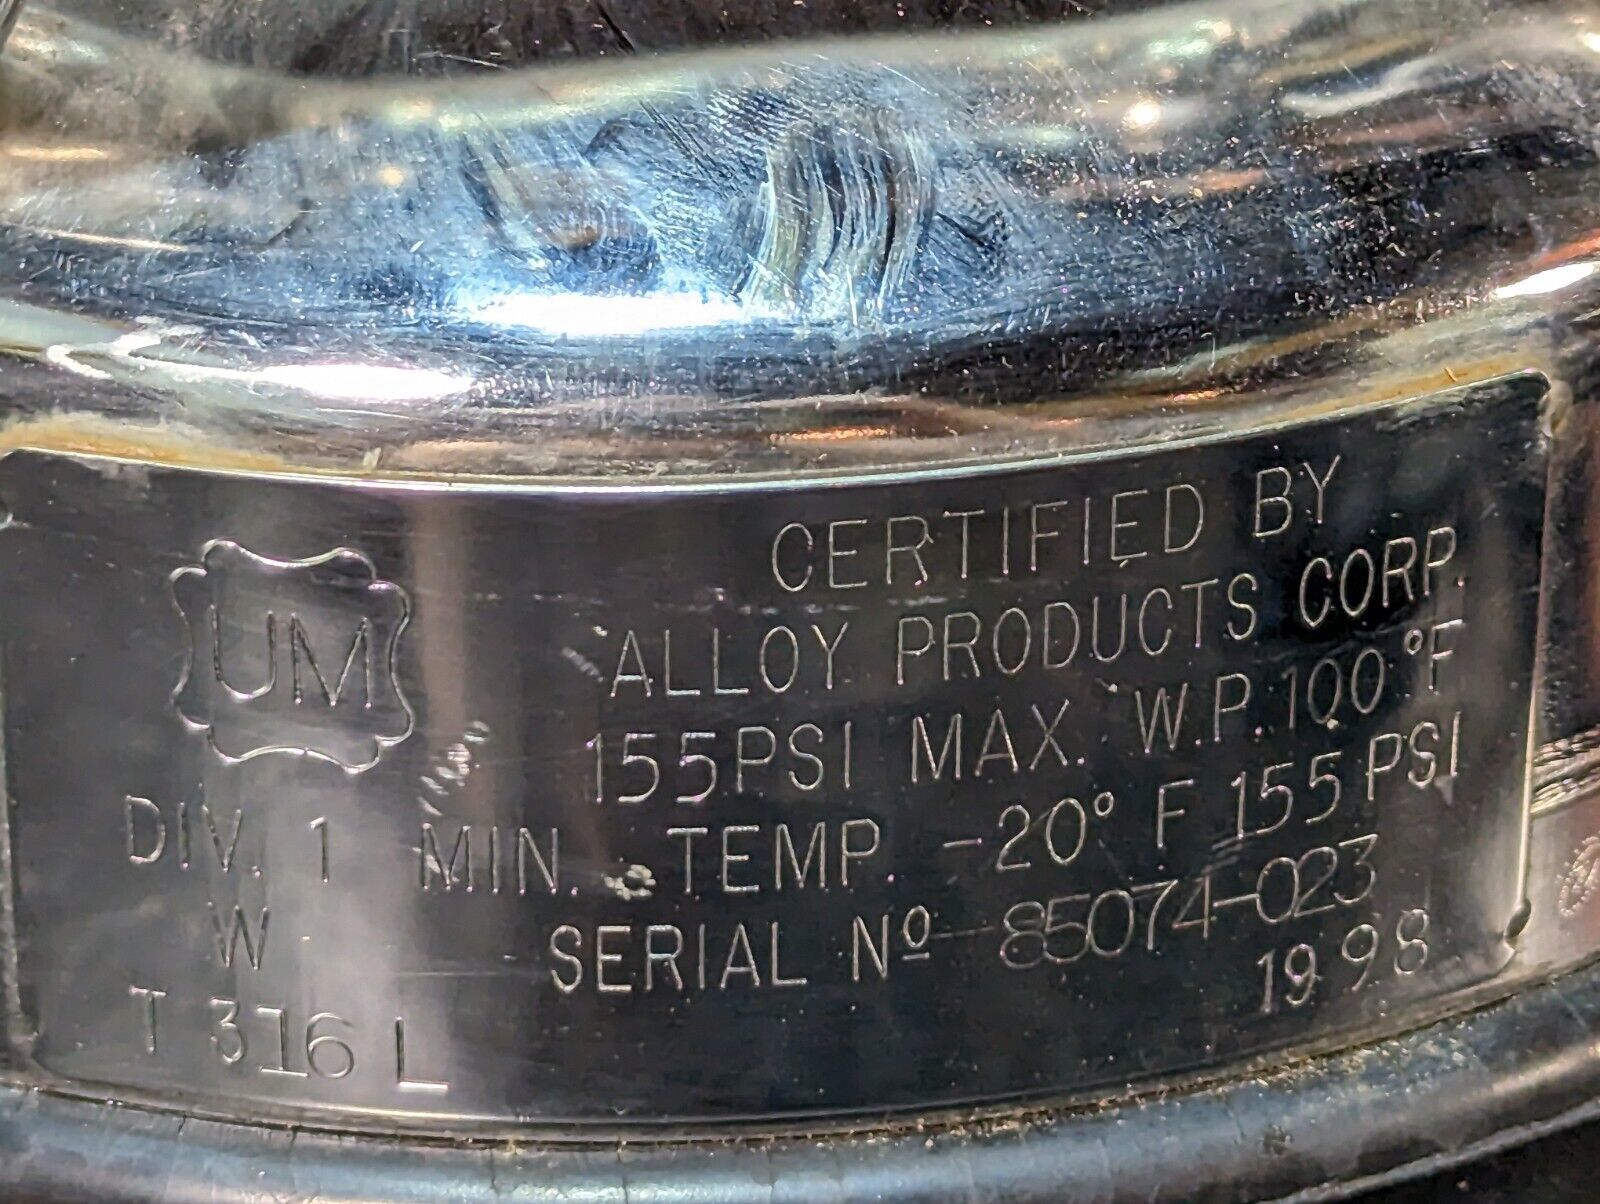 CERTIFIED BY
ALLOY PRODUCTS CORP.
UM
155PSI MAX. W.P. 100°F
DIV. 1 MIN. TEMP. -20° F 155 PSI
W
SERIAL Nº 85074-023
T 316 L
1998